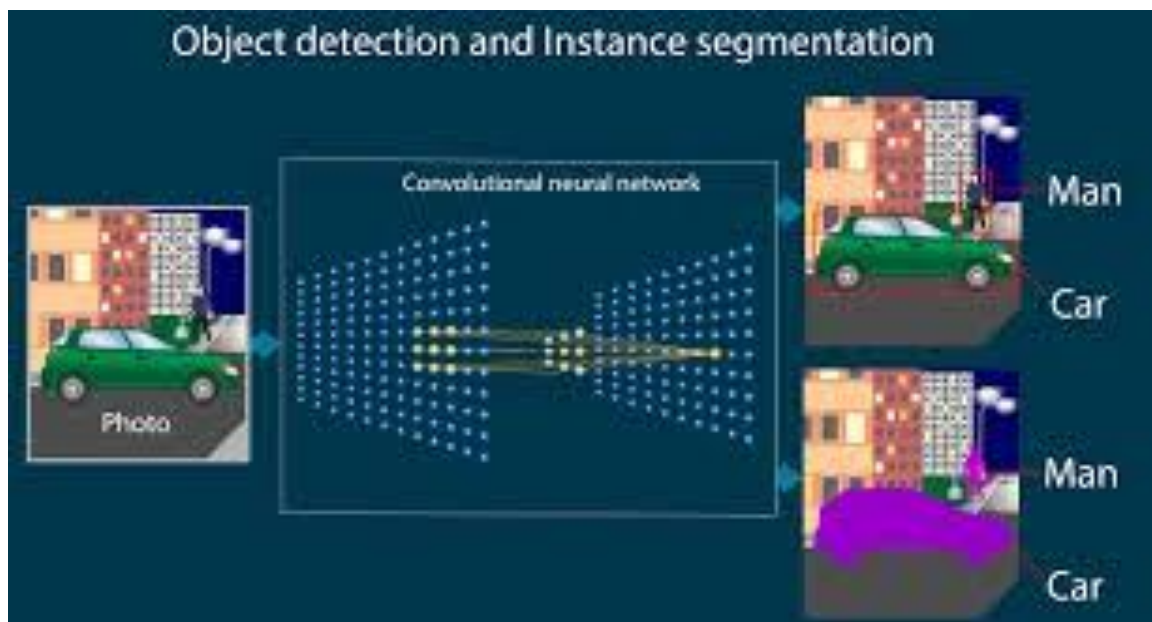 Object detection and Instance segmentation
Convolutional neural network
Photo
Man
Car
Man
Car